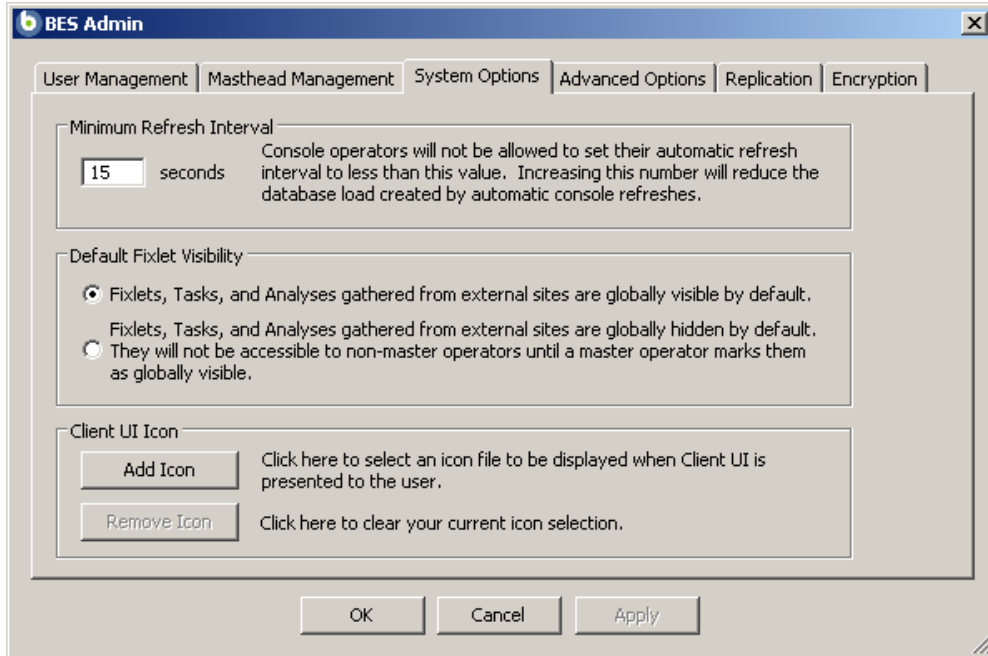 BES Admin
User Management
Masthead Management
System Options
Advanced Options
Replication
Encryption
Minimum Refresh Interval
15
seconds
Console operators will not be allowed to set their automatic refresh
interval to less than this value. Increasing this number will reduce the
database load created by automatic console refreshes.
Default Fixlet Visibility
Fixlets, Tasks, and Analyses gathered from external sites are globally visible by default.
Fixlets, Tasks, and Analyses gathered from external sites are globally hidden by default.
They will not be accessible to non-master operators until a master operator marks them
as globally visible.
Client UI Icon
Add Icon
Click here to select an icon file to be displayed when Client UI is
presented to the user.
Remove Icon
Click here to clear your current icon selection.
OK
Cancel
Apply